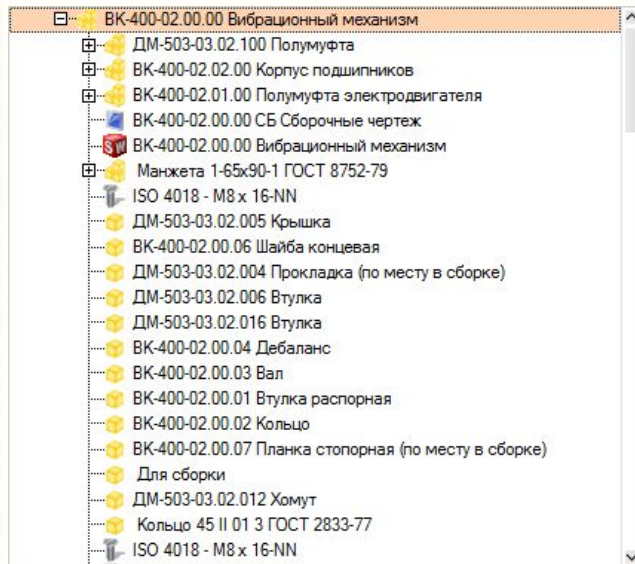 ВК-400-02.00.00 Вибрационный механизм
ДМ-503-03.02.100 Полумуфта
ВК-400-02.02.00 Корпус подшипников
ВК-400-02.01.00 Полумуфта электродвигателя
ВК-400-02.00.00 СБ Сборочные чертеж
ВК-400-02.00.00 Вибрационный механизм
Манжета 1-65x90-1 ГОСТ 8752-79
ISO 4018 - M8 x 16-NN
ДМ-503-03.02.005 Крышка
ВК-400-02.00.06 Шайба концевая
ДМ-503-03.02.004 Прокладка (по месту в сборке)
ДМ-503-03.02.006 Втулка
ДМ-503-03.02.016 Втулка
ВК-400-02.00.04 Дебаланс
ВК-400-02.00.03 Вал
ВК-400-02.00.01 Втулка распорная
ВК-400-02.00.02 Кольцо
ВК-400-02.00.07 Планка стопорная (по месту в сборке)
Для сборки
ДМ-503-03.02.012 Хомут
Кольцо 45 II 01 3 ГОСТ 2833-77
ISO 4018 - M8 x 16-NN